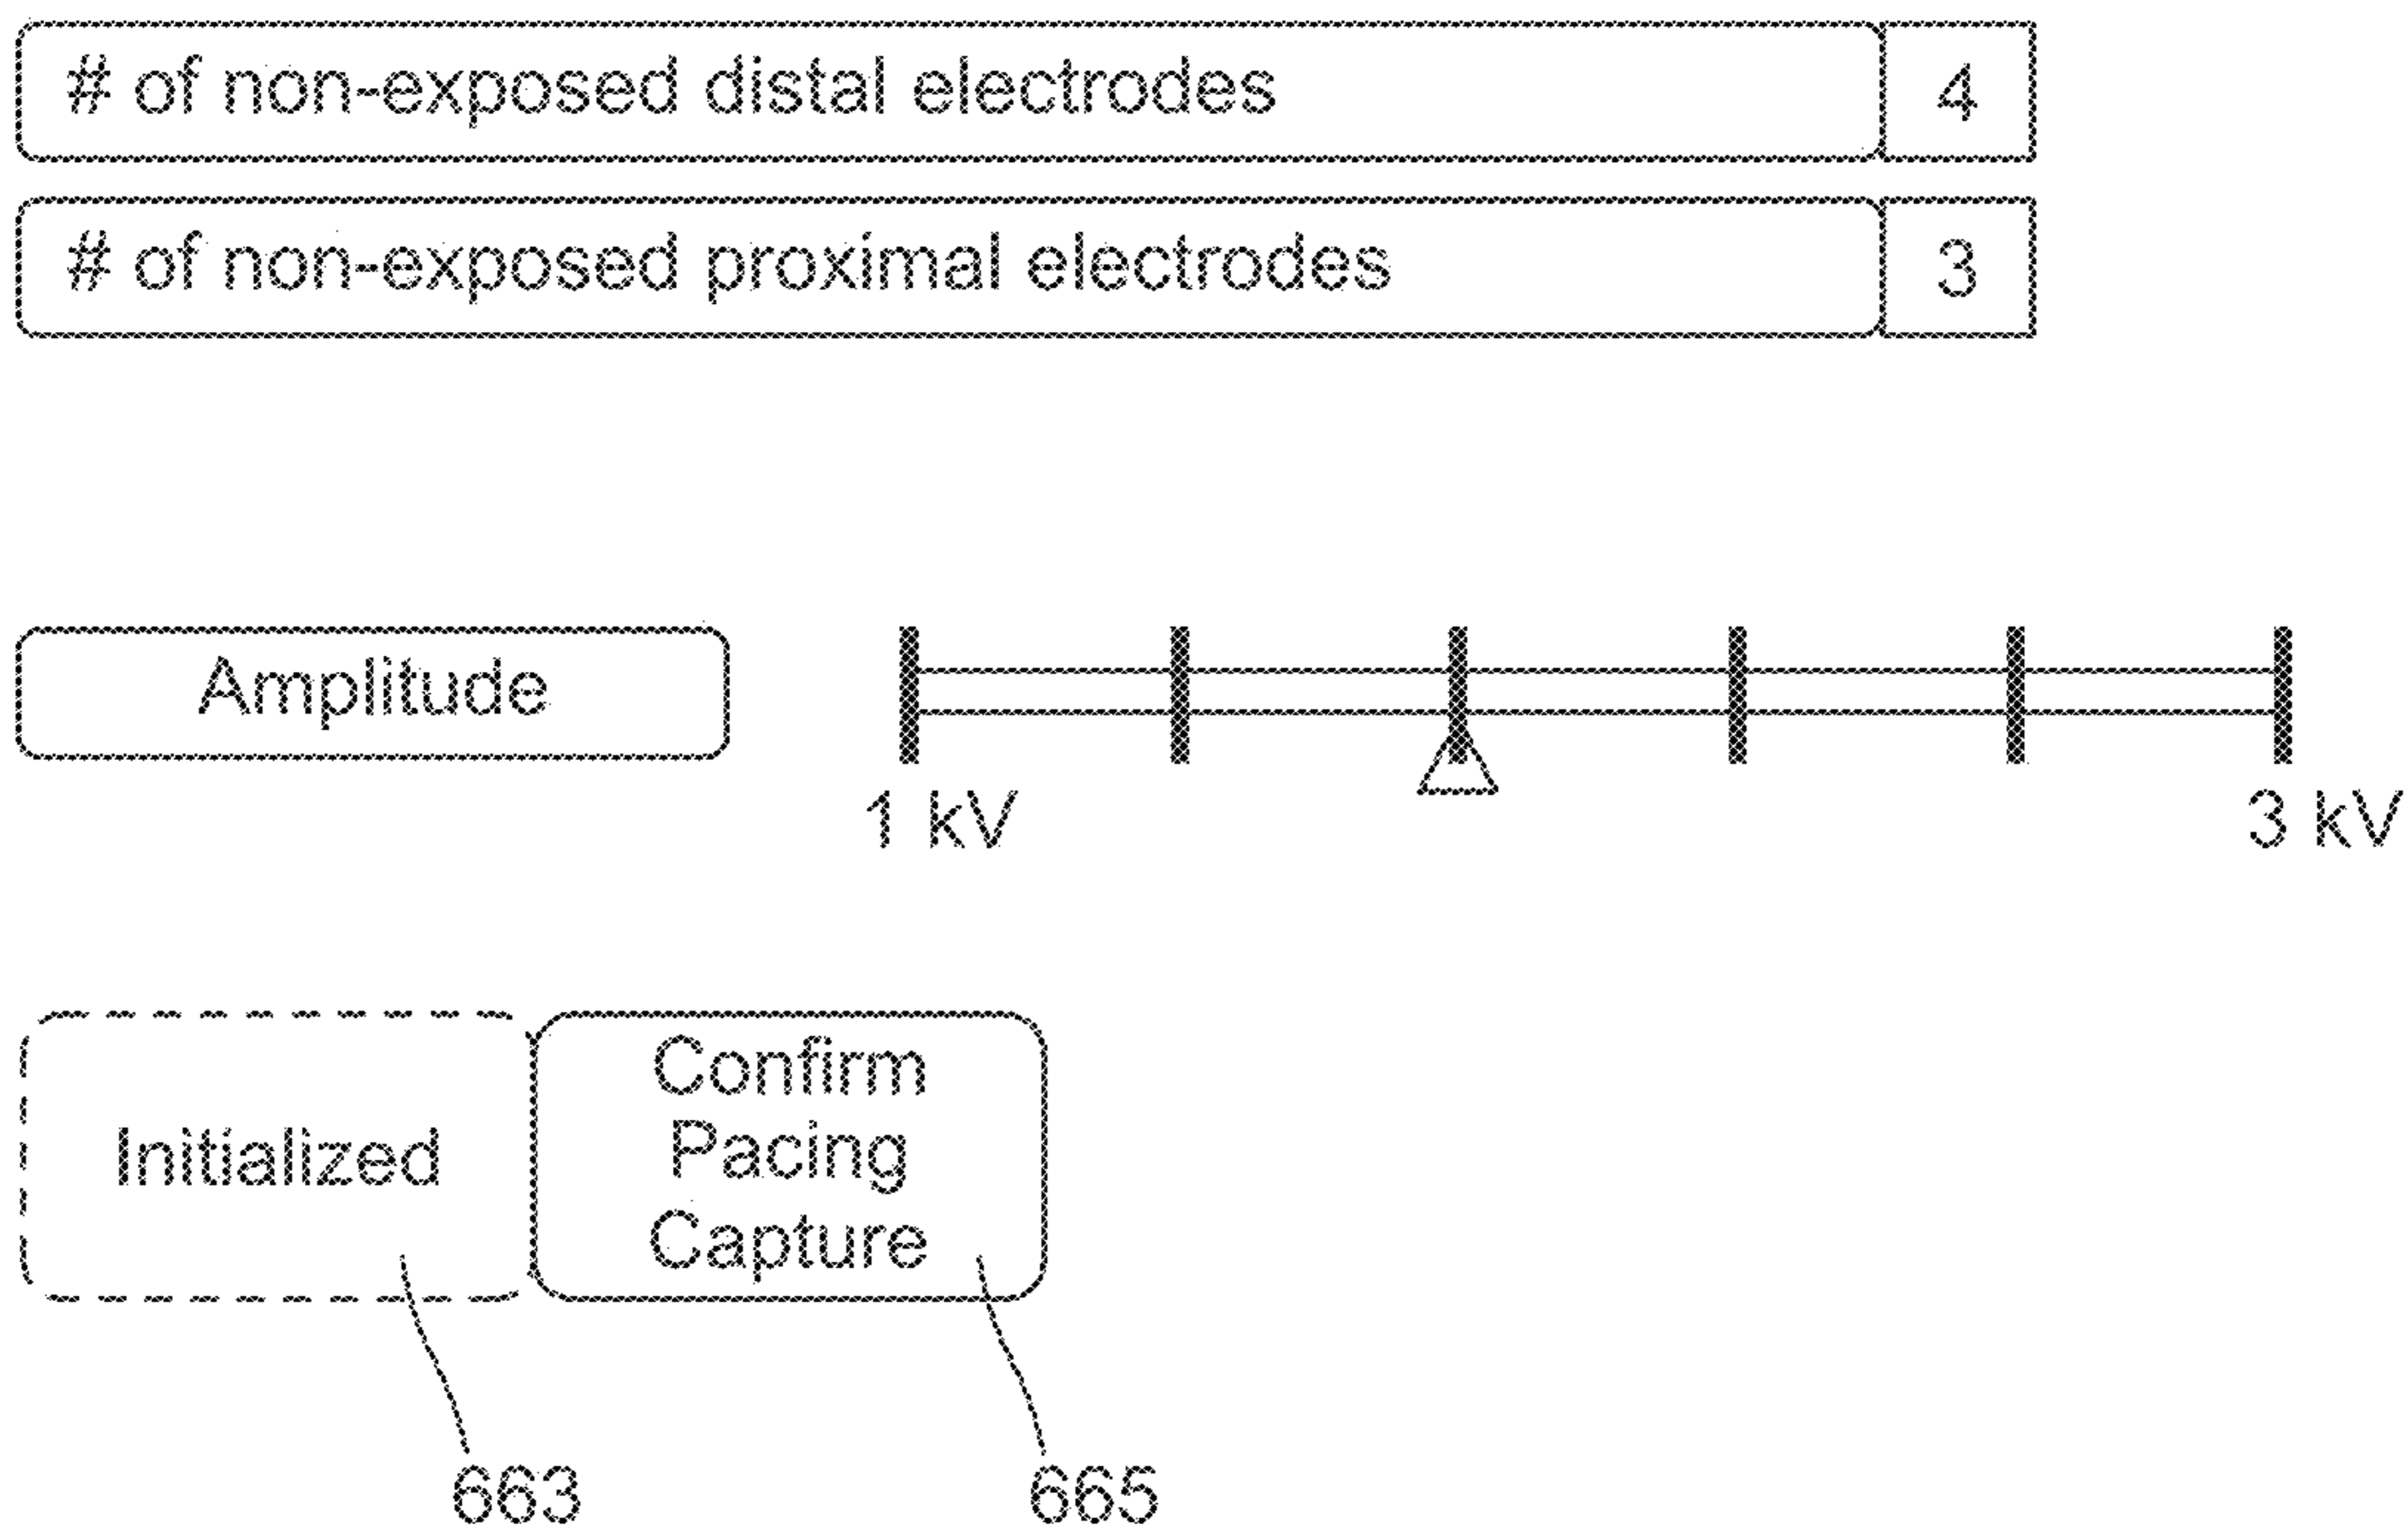 # of non-exposed distal electrodes 4
# of non-exposed proximal electrodes 3
Amplitude
1 kV 3 kV
Initialized
Confirm
Pacing
Capture
663 665